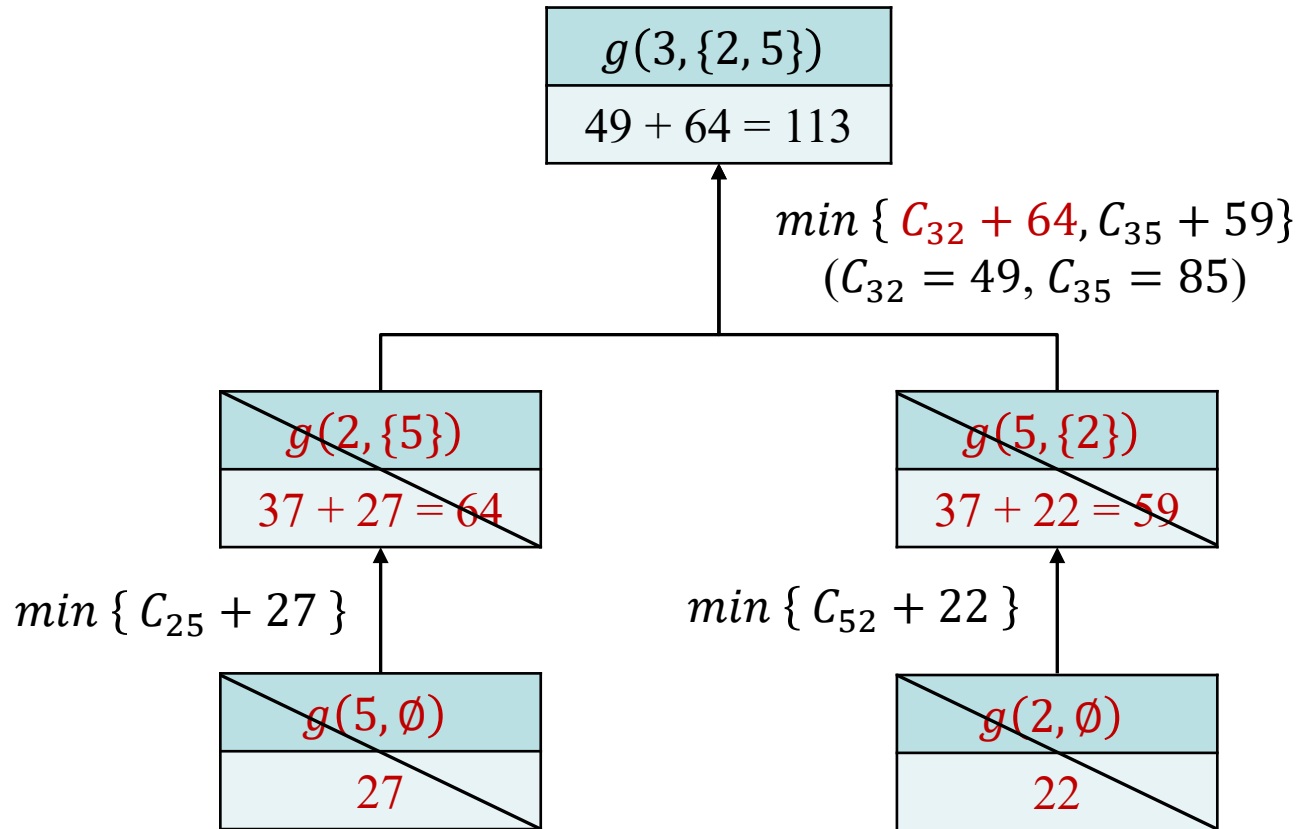 g(3, {2, 5})
49 + 64 = 113
min { C₃₂ + 64, C₃₅ + 59}
(C₃₂ = 49, C₃₅ = 85)
g(2, {5})
37 + 27 = 64
g(5, {2})
37 + 22 = 59
min { C₂₅ + 27 }
min { C₅₂ + 22 }
g(5, ∅)
27
g(2, ∅)
22